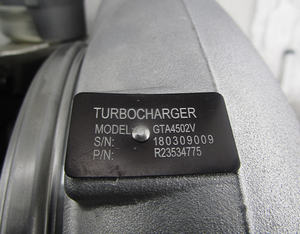 TURBOCHARGER
MODEL: GTA4502V
S/N: 180309009
P/N: R23534775